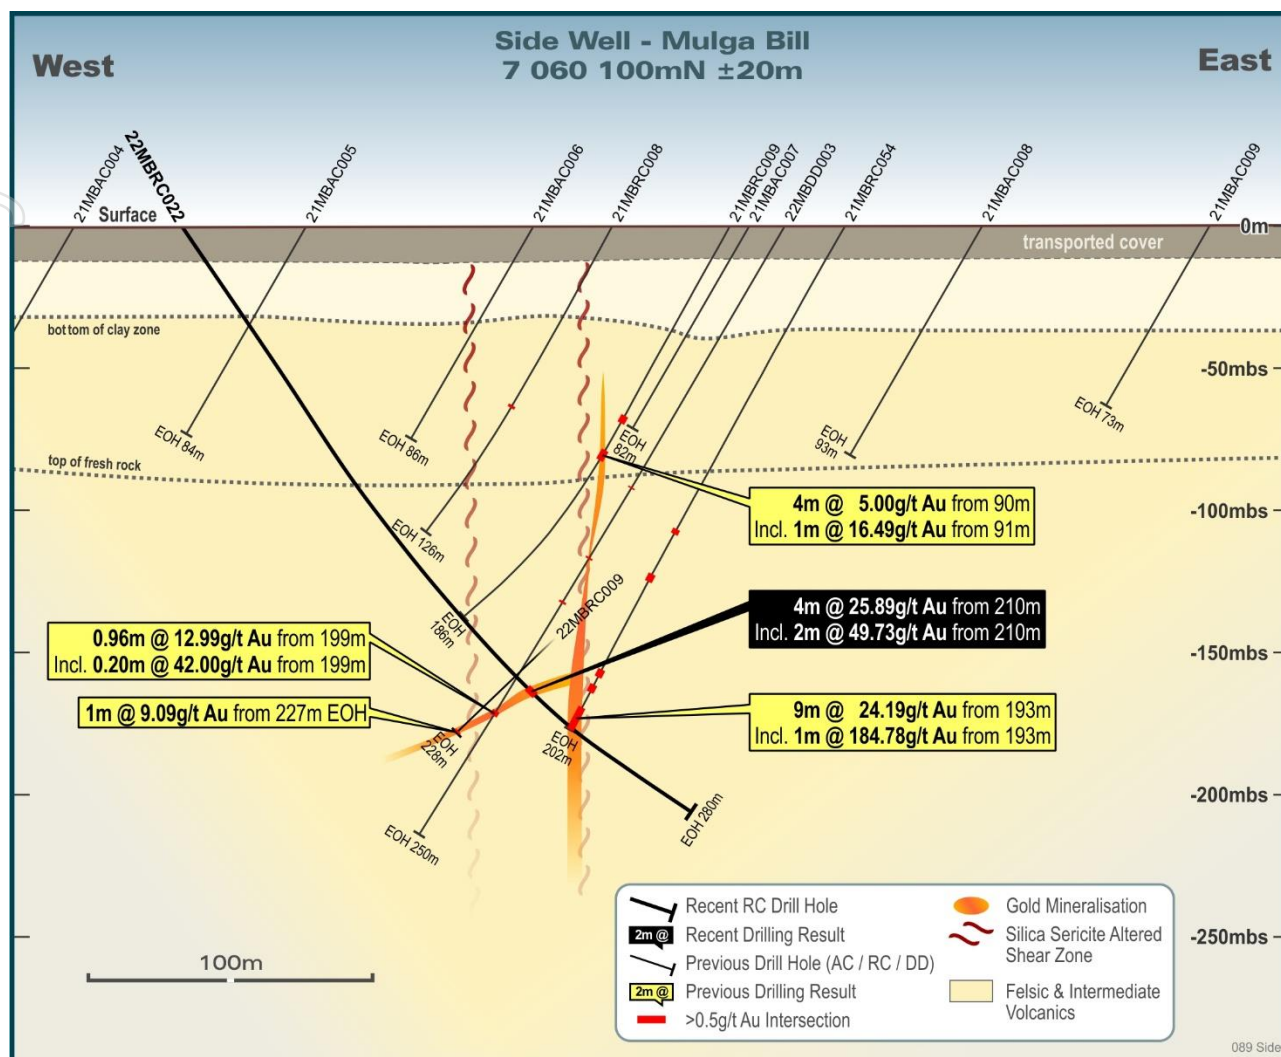 Side Well - Mulga Bill
7 060 100mN ±20m
West
East
21MBAC004
22MBRC022
21MBAC005
21MBAC006
21MBRC008
21MBRC009
21MBAC007
22MBDD003
21MBRC054
21MBAC008
21MBAC009
Surface
0m
transported cover
bottom of clay zone
-50mbs
EOH 84m
EOH 86m
EOH
82m
EOH
93m
EOH 73m
top of fresh rock
4m @ 5.00g/t Au from 90m
Incl. 1m @ 16.49g/t Au from 91m
-100mbs
EOH 126m
22MBRC009
EOH
186m
4m @ 25.89g/t Au from 210m
Incl. 2m @ 49.73g/t Au from 210m
0.96m @ 12.99g/t Au from 199m
Incl. 0.20m @ 42.00g/t Au from 199m
-150mbs
1m @ 9.09g/t Au from 227m EOH
9m @ 24.19g/t Au from 193m
Incl. 1m @ 184.78g/t Au from 193m
EOH
228m
EOH
202m
-200mbs
EOH 250m
EOH 280m
Recent RC Drill Hole
2m @
Recent Drilling Result
Previous Drill Hole (AC / RC / DD)
2m @
Previous Drilling Result
>0.5g/t Au Intersection
Gold Mineralisation
Silica Sericite Altered
Shear Zone
Felsic & Intermediate
Volcanics
-250mbs
100m
089 Side